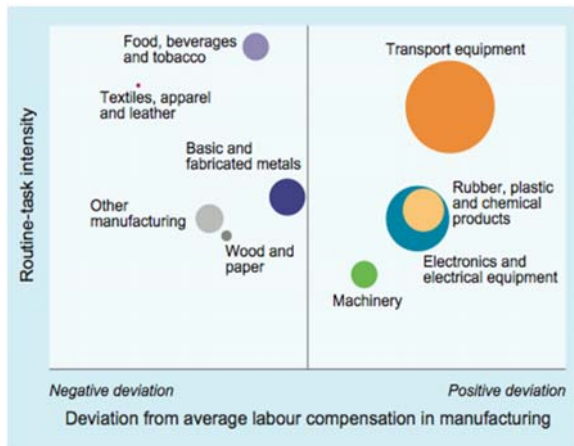 Food, beverages
and tobacco
Transport equipment
Textiles, apparel
and leather
Basic and
fabricated metals
Rubber, plastic
and chemical
products
Other
manufacturing
Wood and
paper
Electronics and
electrical equipment
Machinery
Routine-task intensity
Negative deviation
Positive deviation
Deviation from average labour compensation in manufacturing